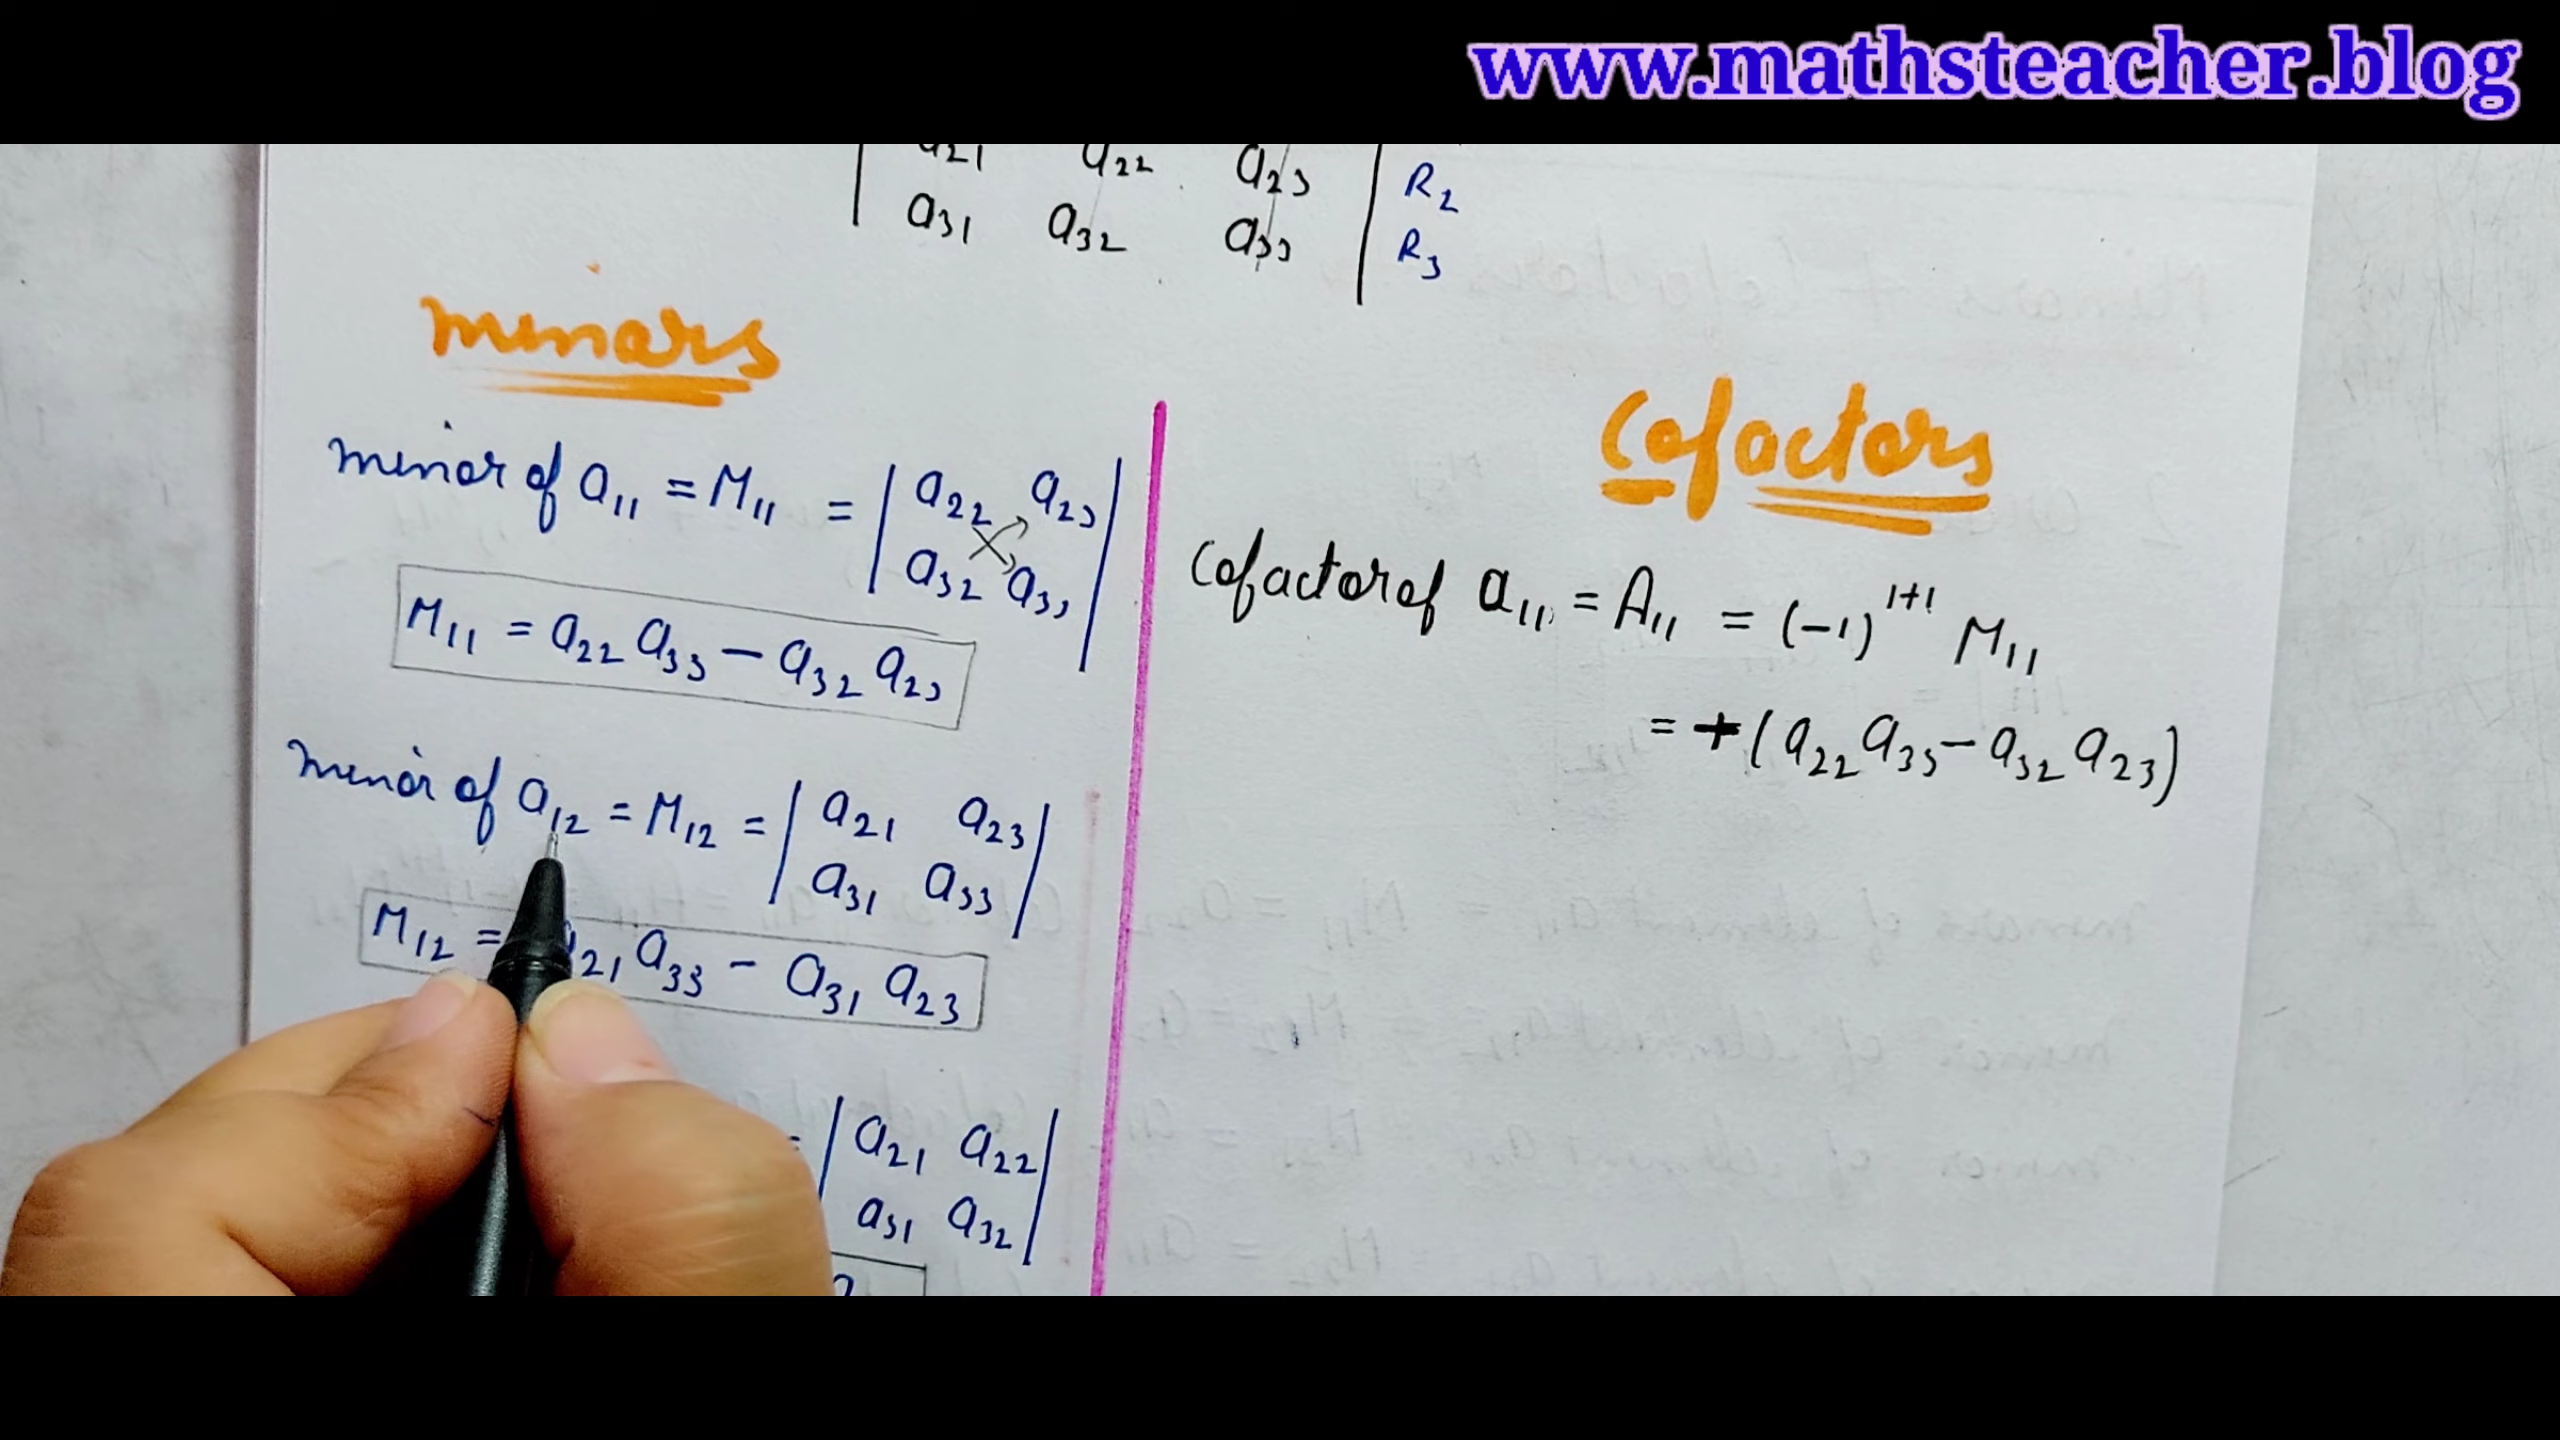 www.mathsteacher.blog
a21 a22 a23 R2
a31 a32 a33 R3
minors
minor of a11 = M11 = | a22 a23 |
| a32 a33 |
M11 = a22 a33 - a32 a23
minor of a12 = M12 = | a21 a23 |
| a31 a33 |
M12 = a21 a33 - a31 a23
= | a21 a22 |
| a31 a32 |
Cofactors
Cofactor of a11 = A11 = (-1)^1+1 M11
= + (a22 a33 - a32 a23)